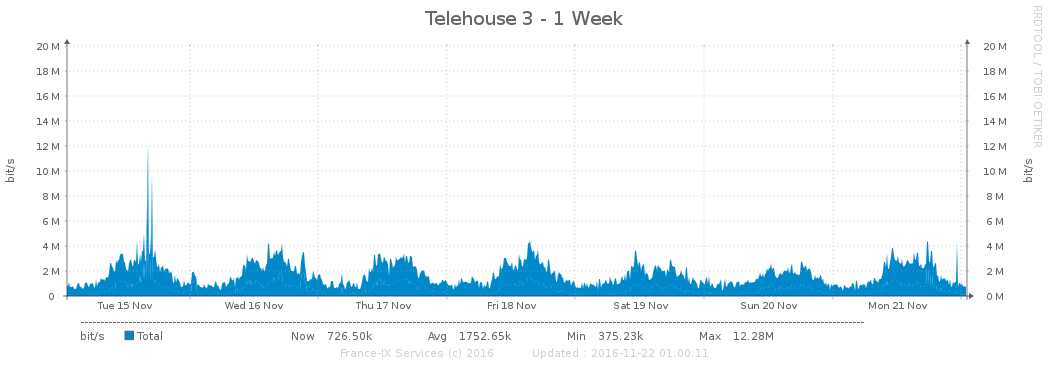 Telehouse 3 - 1 Week
RRDTOOL / TOBI OETIKER
bit/s
bit/s
20 M 20 M
18 M 18 M
16 M 16 M
14 M 14 M
12 M 12 M
10 M 10 M
8 M 8 M
6 M 6 M
4 M 4 M
2 M 2 M
0 0 M
Tue 15 Nov Wed 16 Nov Thu 17 Nov Fri 18 Nov Sat 19 Nov Sun 20 Nov Mon 21 Nov
bit/s Total Now 726.50k Avg 1752.65k Min 375.23k Max 12.28M
France-IX Services (c) 2016 Updated : 2016-11-22 01:00:11